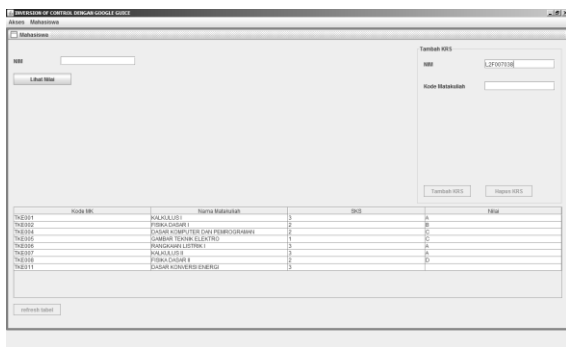 INVERSION OF CONTROL DENGAN GOOGLE GUICE
Akses Mahasiswa
Mahasiswa
NIM
Lihat Nilai
Tambah KRS
NIM L2F007038
Kode Matakuliah
Tambah KRS Hapus KRS
Kode MK Nama Matakuliah SKS Nilai
TKE001 KALKULUS I 3 A
TKE002 FISIKA DASAR I 2 B
TKE004 DASAR KOMPUTER DAN PEMROGRAMAN 2 C
TKE005 GAMBAR TEKNIK ELEKTRO 1 C
TKE006 RANGKAIAN LISTRIK I 3 A
TKE007 KALKULUS II 3 A
TKE008 FISIKA DASAR II 2 D
TKE011 DASAR KONVERSI ENERGI 3
refresh tabel